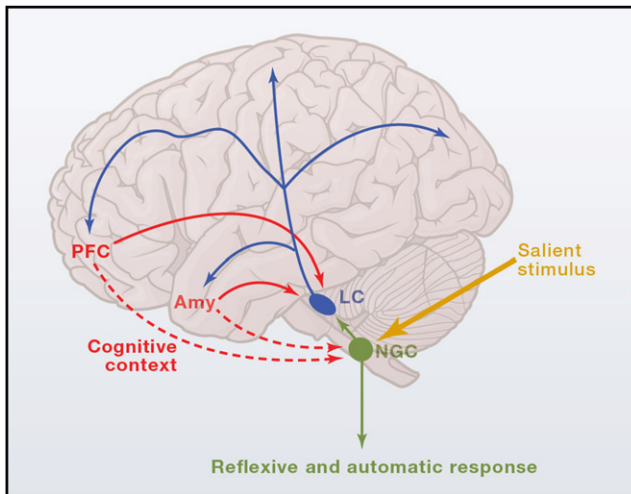 PFC
Amy
LC
NGC
Salient
stimulus
Cognitive
context
Reflexive and automatic response